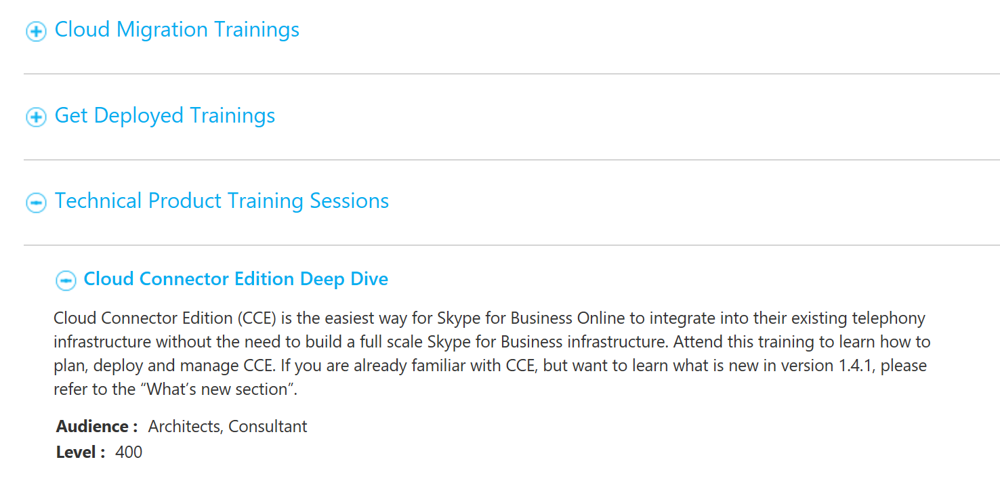 Cloud Migration Trainings
Get Deployed Trainings
Technical Product Training Sessions
Cloud Connector Edition Deep Dive
Cloud Connector Edition (CCE) is the easiest way for Skype for Business Online to integrate into their existing telephony
infrastructure without the need to build a full scale Skype for Business infrastructure. Attend this training to learn how to
plan, deploy and manage CCE. If you are already familiar with CCE, but want to learn what is new in version 1.4.1, please
refer to the “What’s new section”.
Audience : Architects, Consultant
Level : 400